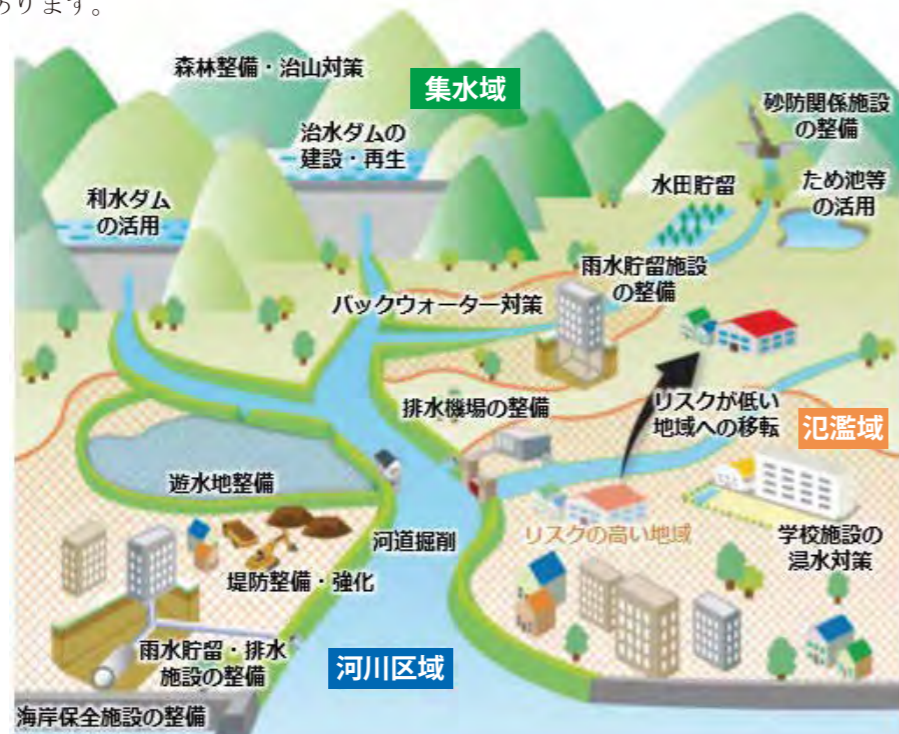 あります。
森林整備・治山対策
集水域
砂防関係施設
の整備
治水ダムの
建設・再生
水田貯留
ため池等
の活用
利水ダム
の活用
雨水貯留施設
の整備
バックウォーター対策
排水機場の整備
リスクが低い
地域への移転
氾濫域
遊水地整備
リスクの高い地域
学校施設の
浸水対策
河道掘削
堤防整備・強化
雨水貯留・排水
施設の整備
河川区域
海岸保全施設の整備